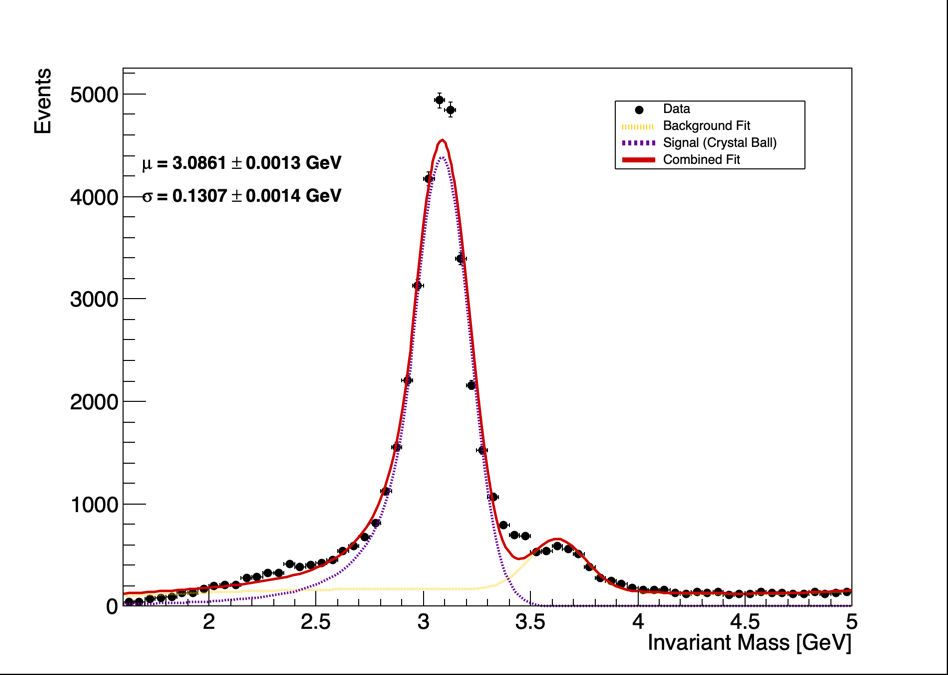 Events
5000
4000
3000
2000
1000
0
μ = 3.0861 ± 0.0013 GeV
σ = 0.1307 ± 0.0014 GeV
Data
Background Fit
Signal (Crystal Ball)
Combined Fit
2 2.5 3 3.5 4 4.5 5
Invariant Mass [GeV]